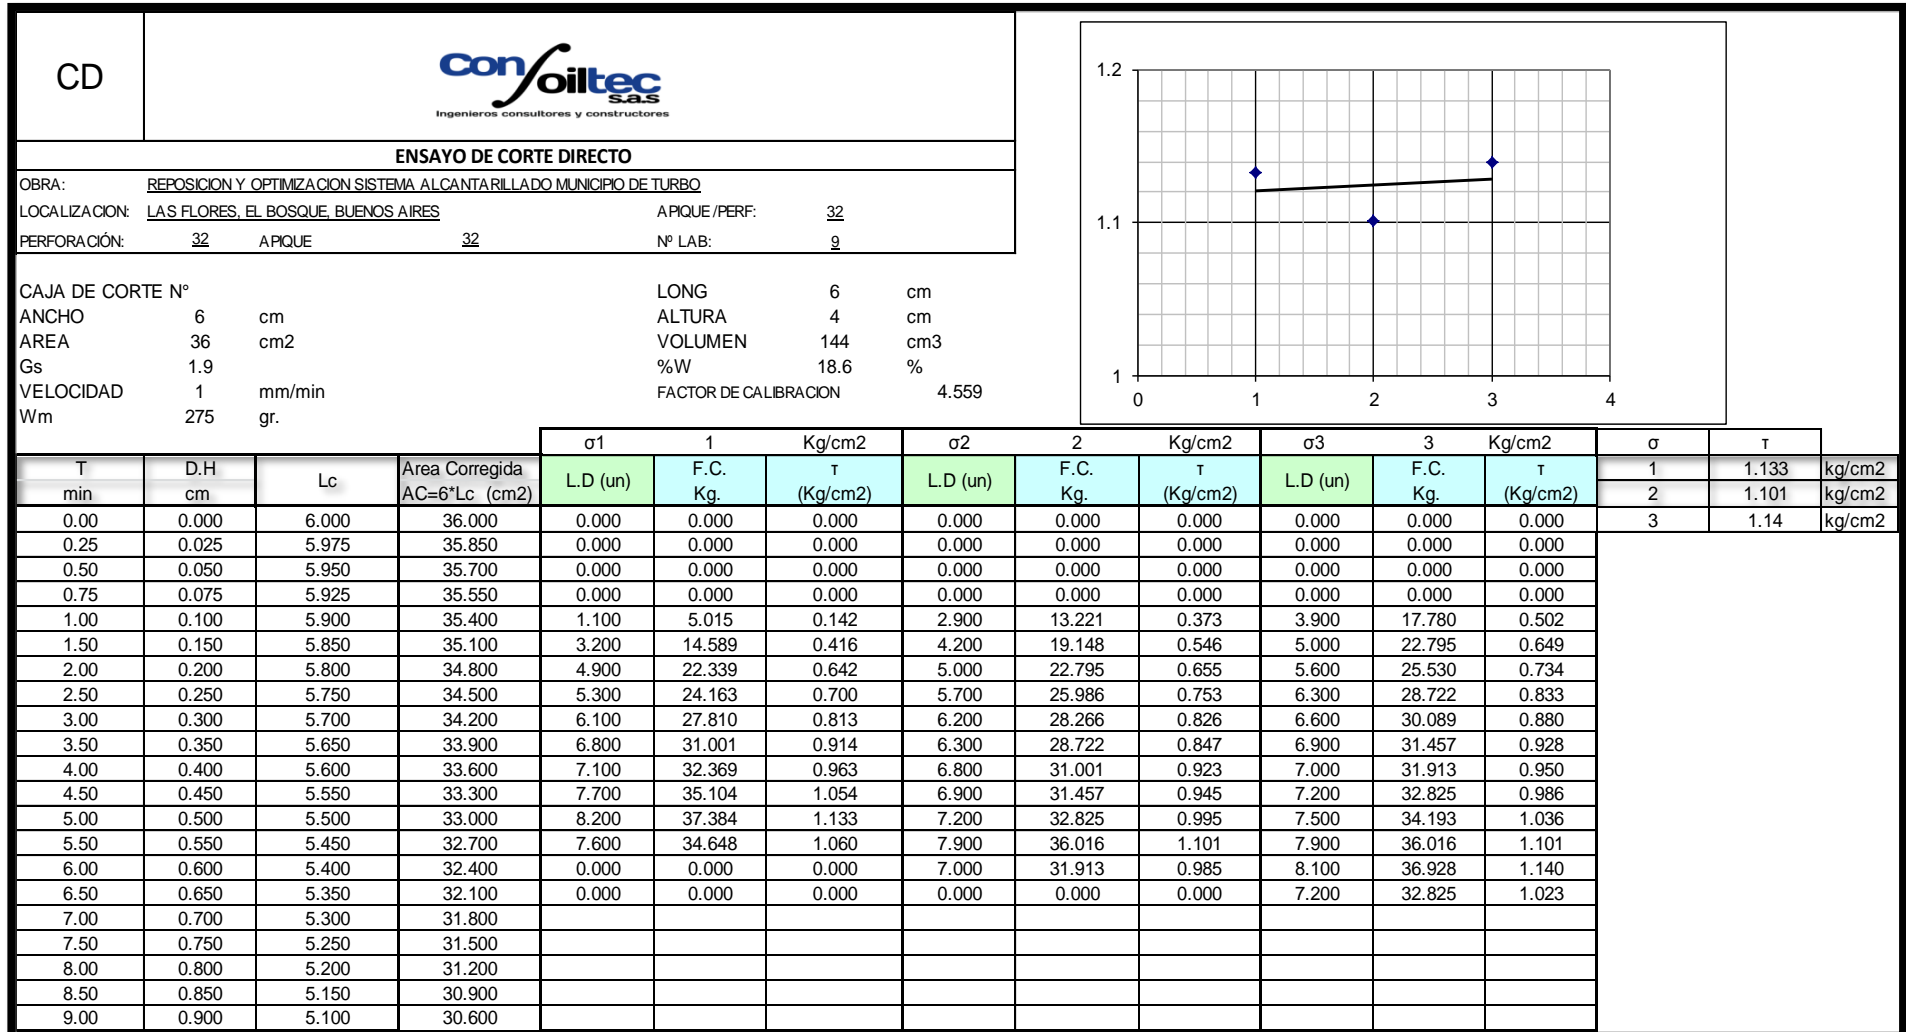 CD
Consoiltec
s.a.s
Ingenieros consultores y constructores
ENSAYO DE CORTE DIRECTO
OBRA: REPOSICION Y OPTIMIZACION SISTEMA ALCANTARILLADO MUNICIPIO DE TURBO
LOCALIZACION: LAS FLORES, EL BOSQUE, BUENOS AIRES APIQUE/PERF: 32
PERFORACIÓN: 32 APIQUE 32 Nº LAB: 9
CAJA DE CORTE N° LONG 6 cm
ANCHO 6 cm ALTURA 4 cm
AREA 36 cm2 VOLUMEN 144 cm3
Gs 1.9 %W 18.6 %
VELOCIDAD 1 mm/min FACTOR DE CALIBRACION 4.559
Wm 275 gr.
1.2
1.1
1
0 1 2 3 4
σ1 1 Kg/cm2 σ2 2 Kg/cm2 σ3 3 Kg/cm2 σ τ
T D.H Lc Area Corregida L.D (un) F.C. τ L.D (un) F.C. τ L.D (un) F.C. τ 1 1.133 kg/cm2
min cm AC=6*Lc (cm2) Kg. (Kg/cm2) Kg. (Kg/cm2) Kg. (Kg/cm2) 2 1.101 kg/cm2
0.00 0.000 6.000 36.000 0.000 0.000 0.000 0.000 0.000 0.000 0.000 0.000 0.000 3 1.14 kg/cm2
0.25 0.025 5.975 35.850 0.000 0.000 0.000 0.000 0.000 0.000 0.000 0.000 0.000
0.50 0.050 5.950 35.700 0.000 0.000 0.000 0.000 0.000 0.000 0.000 0.000 0.000
0.75 0.075 5.925 35.550 0.000 0.000 0.000 0.000 0.000 0.000 0.000 0.000 0.000
1.00 0.100 5.900 35.400 1.100 5.015 0.142 2.900 13.221 0.373 3.900 17.780 0.502
1.50 0.150 5.850 35.100 3.200 14.589 0.416 4.200 19.148 0.546 5.000 22.795 0.649
2.00 0.200 5.800 34.800 4.900 22.339 0.642 5.000 22.795 0.655 5.600 25.530 0.734
2.50 0.250 5.750 34.500 5.300 24.163 0.700 5.700 25.986 0.753 6.300 28.722 0.833
3.00 0.300 5.700 34.200 6.100 27.810 0.813 6.200 28.266 0.826 6.600 30.089 0.880
3.50 0.350 5.650 33.900 6.800 31.001 0.914 6.300 28.722 0.847 6.900 31.457 0.928
4.00 0.400 5.600 33.600 7.100 32.369 0.963 6.800 31.001 0.923 7.000 31.913 0.950
4.50 0.450 5.550 33.300 7.700 35.104 1.054 6.900 31.457 0.945 7.200 32.825 0.986
5.00 0.500 5.500 33.000 8.200 37.384 1.133 7.200 32.825 0.995 7.500 34.193 1.036
5.50 0.550 5.450 32.700 7.600 34.648 1.060 7.900 36.016 1.101 7.900 36.016 1.101
6.00 0.600 5.400 32.400 0.000 0.000 0.000 7.000 31.913 0.985 8.100 36.928 1.140
6.50 0.650 5.350 32.100 0.000 0.000 0.000 0.000 0.000 0.000 7.200 32.825 1.023
7.00 0.700 5.300 31.800
7.50 0.750 5.250 31.500
8.00 0.800 5.200 31.200
8.50 0.850 5.150 30.900
9.00 0.900 5.100 30.600